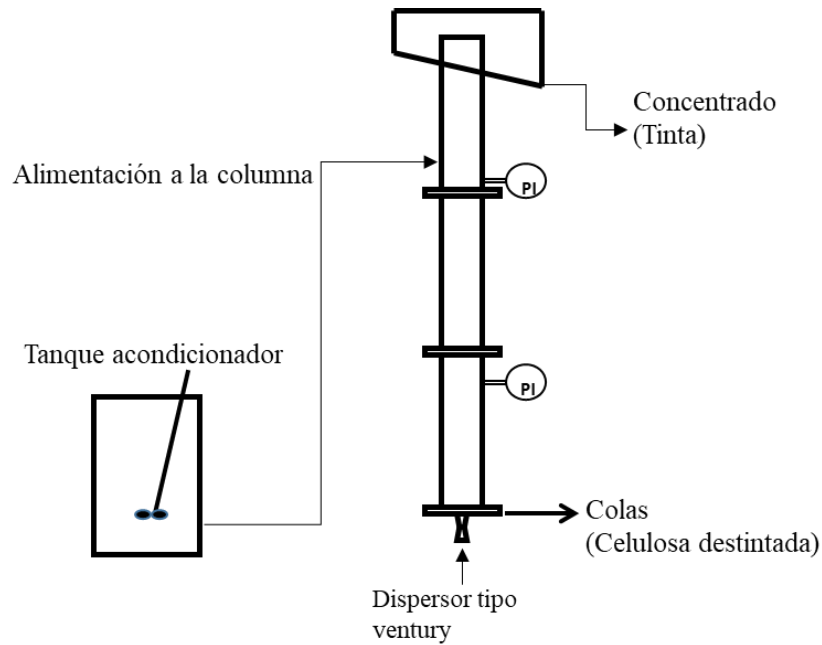 Concentrado
(Tinta)
Alimentación a la columna
PI
Tanque acondicionador
PI
Colas
(Celulosa destintada)
Dispersor tipo
ventury